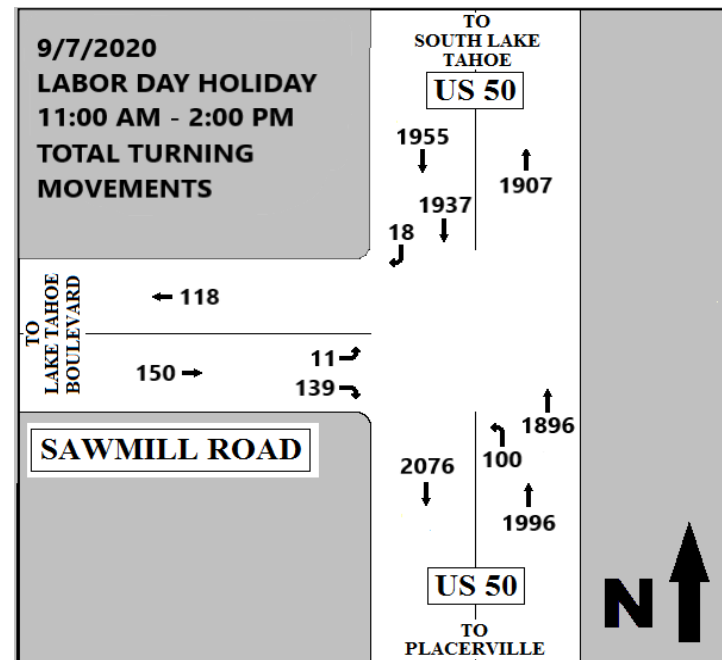 9/7/2020
LABOR DAY HOLIDAY
11:00 AM - 2:00 PM
TOTAL TURNING
MOVEMENTS
TO
SOUTH LAKE
TAHOE
US 50
1955
1907
1937
18
118
TO
LAKE TAHOE
BOULEVARD
11
150
139
1896
SAWMILL ROAD
100
2076
1996
US 50
N
TO
PLACERVILLE